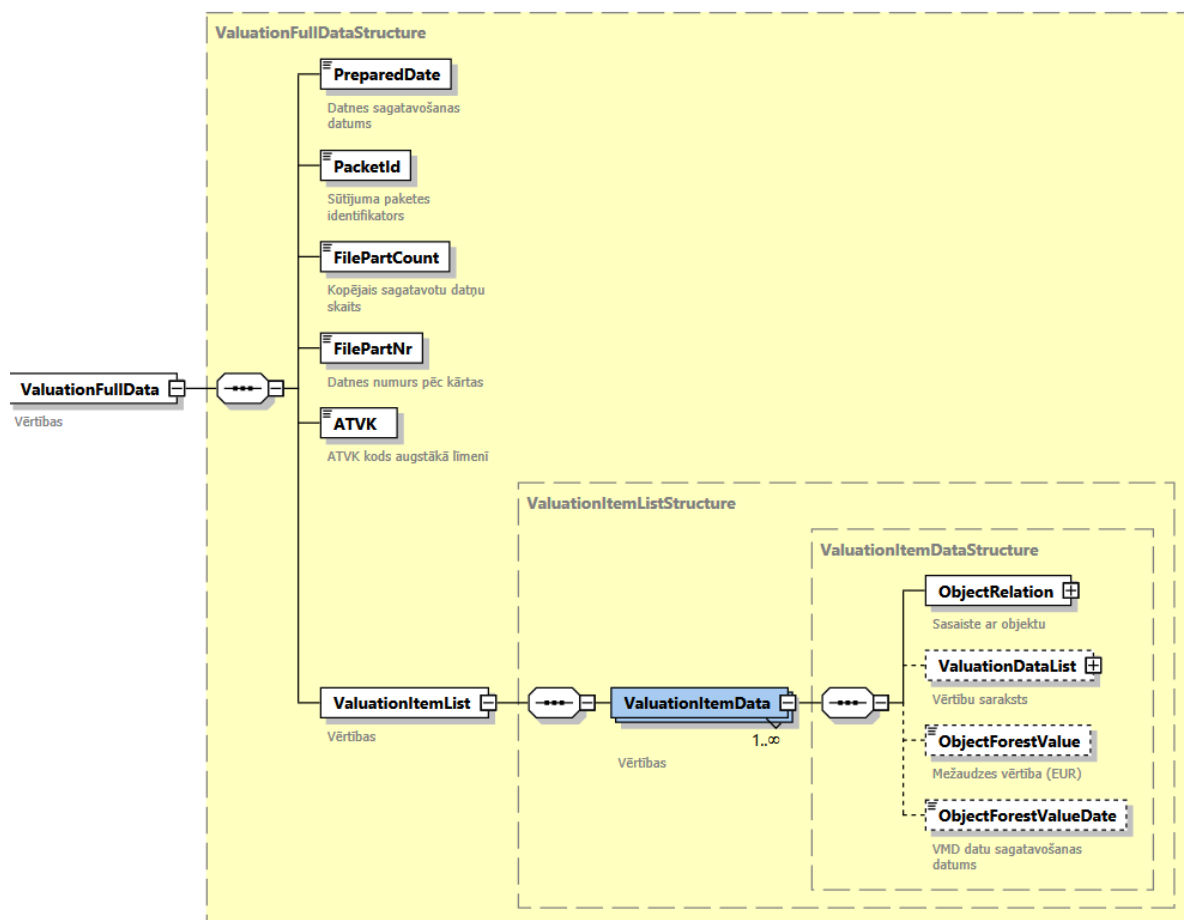 ValuationFullDataStructure
PreparedDate
Datnes sagatavošanas
datums
PacketId
Sūtījuma paketes
identifikators
FilePartCount
Kopējais sagatavotu datņu
skaits
FilePartNr
Datnes numurs pēc kārtas
ValuationFullData
Vērtības
ATVK
ATVK kods augstākā līmenī
ValuationItemListStructure
ValuationItemDataStructure
ObjectRelation
Sasaiste ar objektu
ValuationDataList
Vērtību saraksts
ValuationItemList
Vērtības
ValuationItemData
1..∞
Vērtības
ObjectForestValue
Mežaudzes vērtība (EUR)
ObjectForestValueDate
VMD datu sagatavošanas
datums